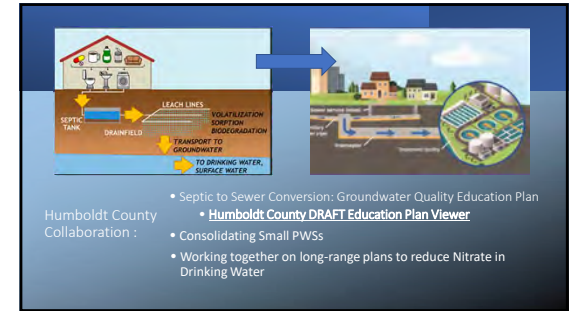 LEACH LINES
SEPTIC
TANK
DRAINFIELD
VOLATILIZATION
SORPTION
BIODEGRADATION
TRANSPORT TO
GROUNDWATER
TO DRINKING WATER,
SURFACE WATER
Humboldt County
Collaboration :
• Septic to Sewer Conversion: Groundwater Quality Education Plan
• Humboldt County DRAFT Education Plan Viewer
• Consolidating Small PWSs
• Working together on long-range plans to reduce Nitrate in
Drinking Water